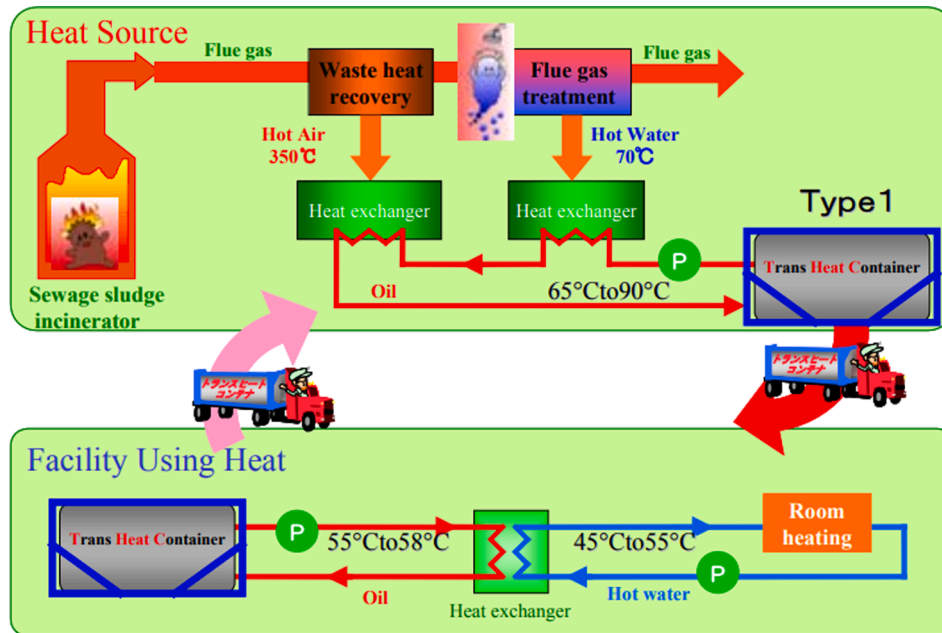 Heat Source
Flue gas
Waste heat
recovery
Flue gas
treatment
Flue gas
Hot Air
350℃
Hot Water
70℃
Heat exchanger
Heat exchanger
Type1
P
Trans Heat Container
Oil
65°Cto90°C
Sewage sludge
incinerator
トランスヒート
コンテナ
トランスヒート
コンテナ
Facility Using Heat
Trans Heat Container
P
55°Cto58°C
45°Cto55°C
Room
heating
P
Oil
Hot water
Heat exchanger